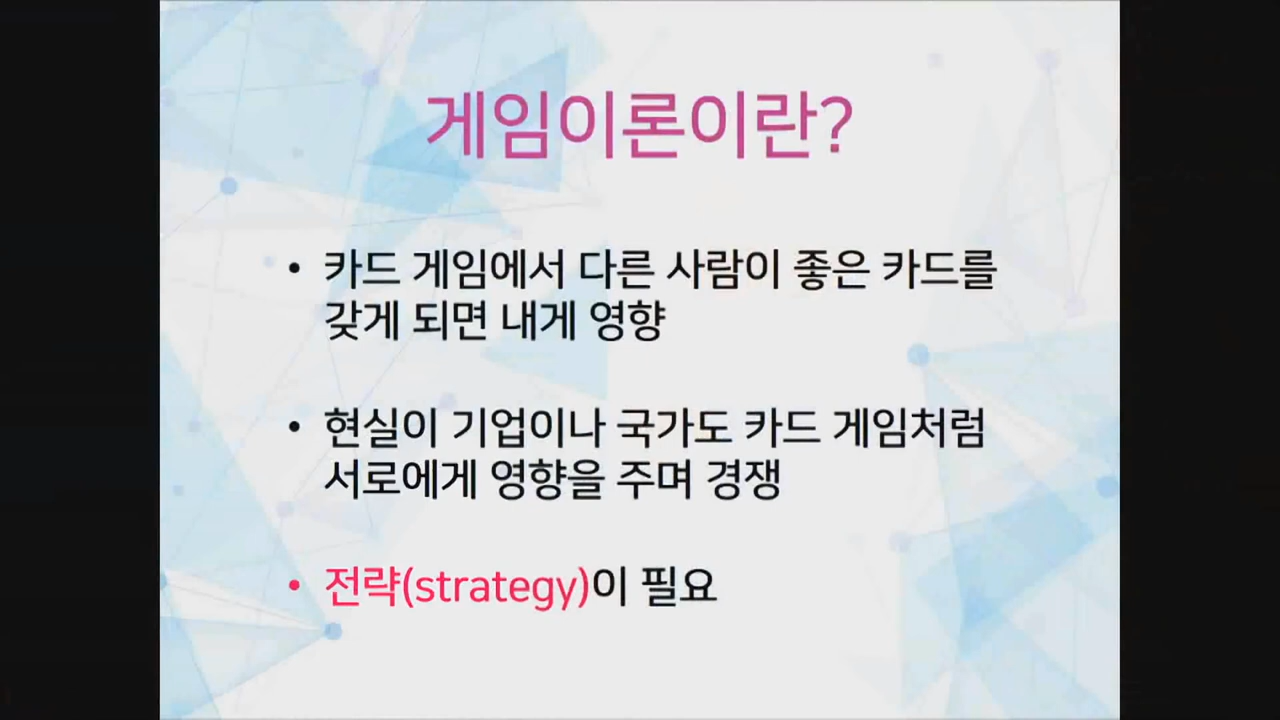 게임이론이란?
• 카드 게임에서 다른 사람이 좋은 카드를
갖게 되면 내게 영향
• 현실이 기업이나 국가도 카드 게임처럼
서로에게 영향을 주며 경쟁
• 전략(strategy)이 필요